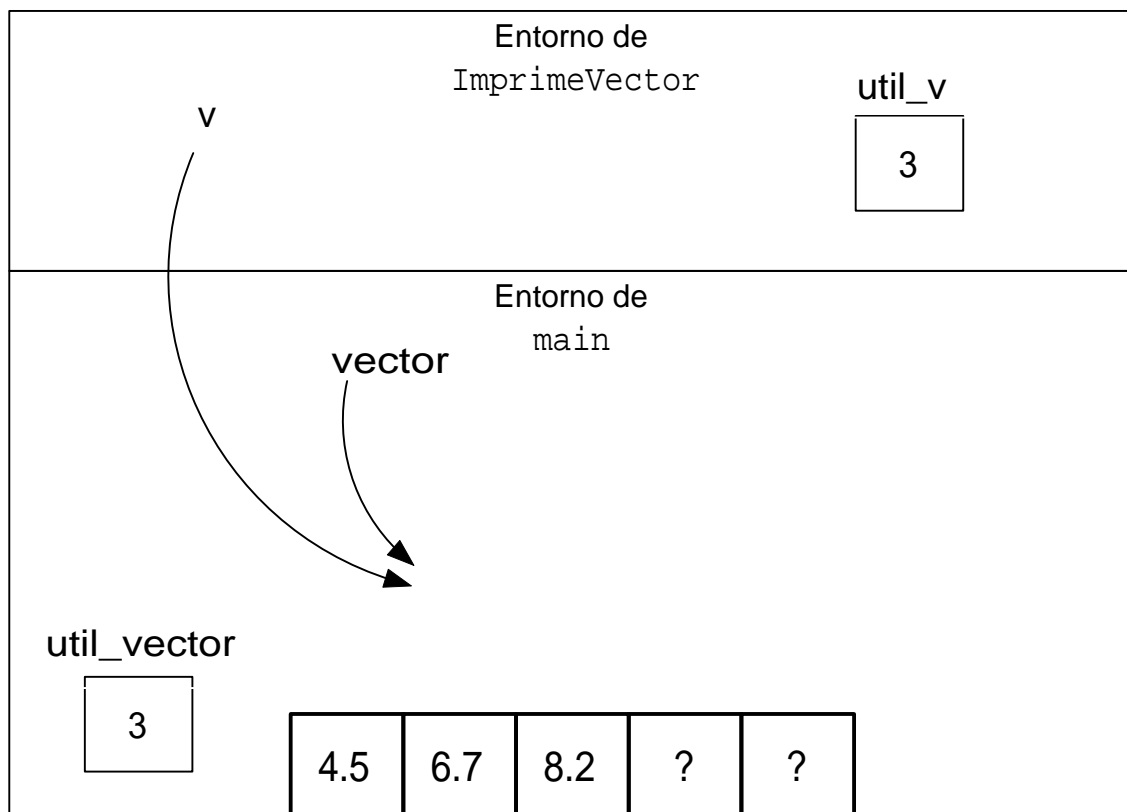 Entorno de
ImprimeVector
util_v
v
3
Entorno de
main
vector
util_vector
3
4.5 6.7 8.2 ? ?